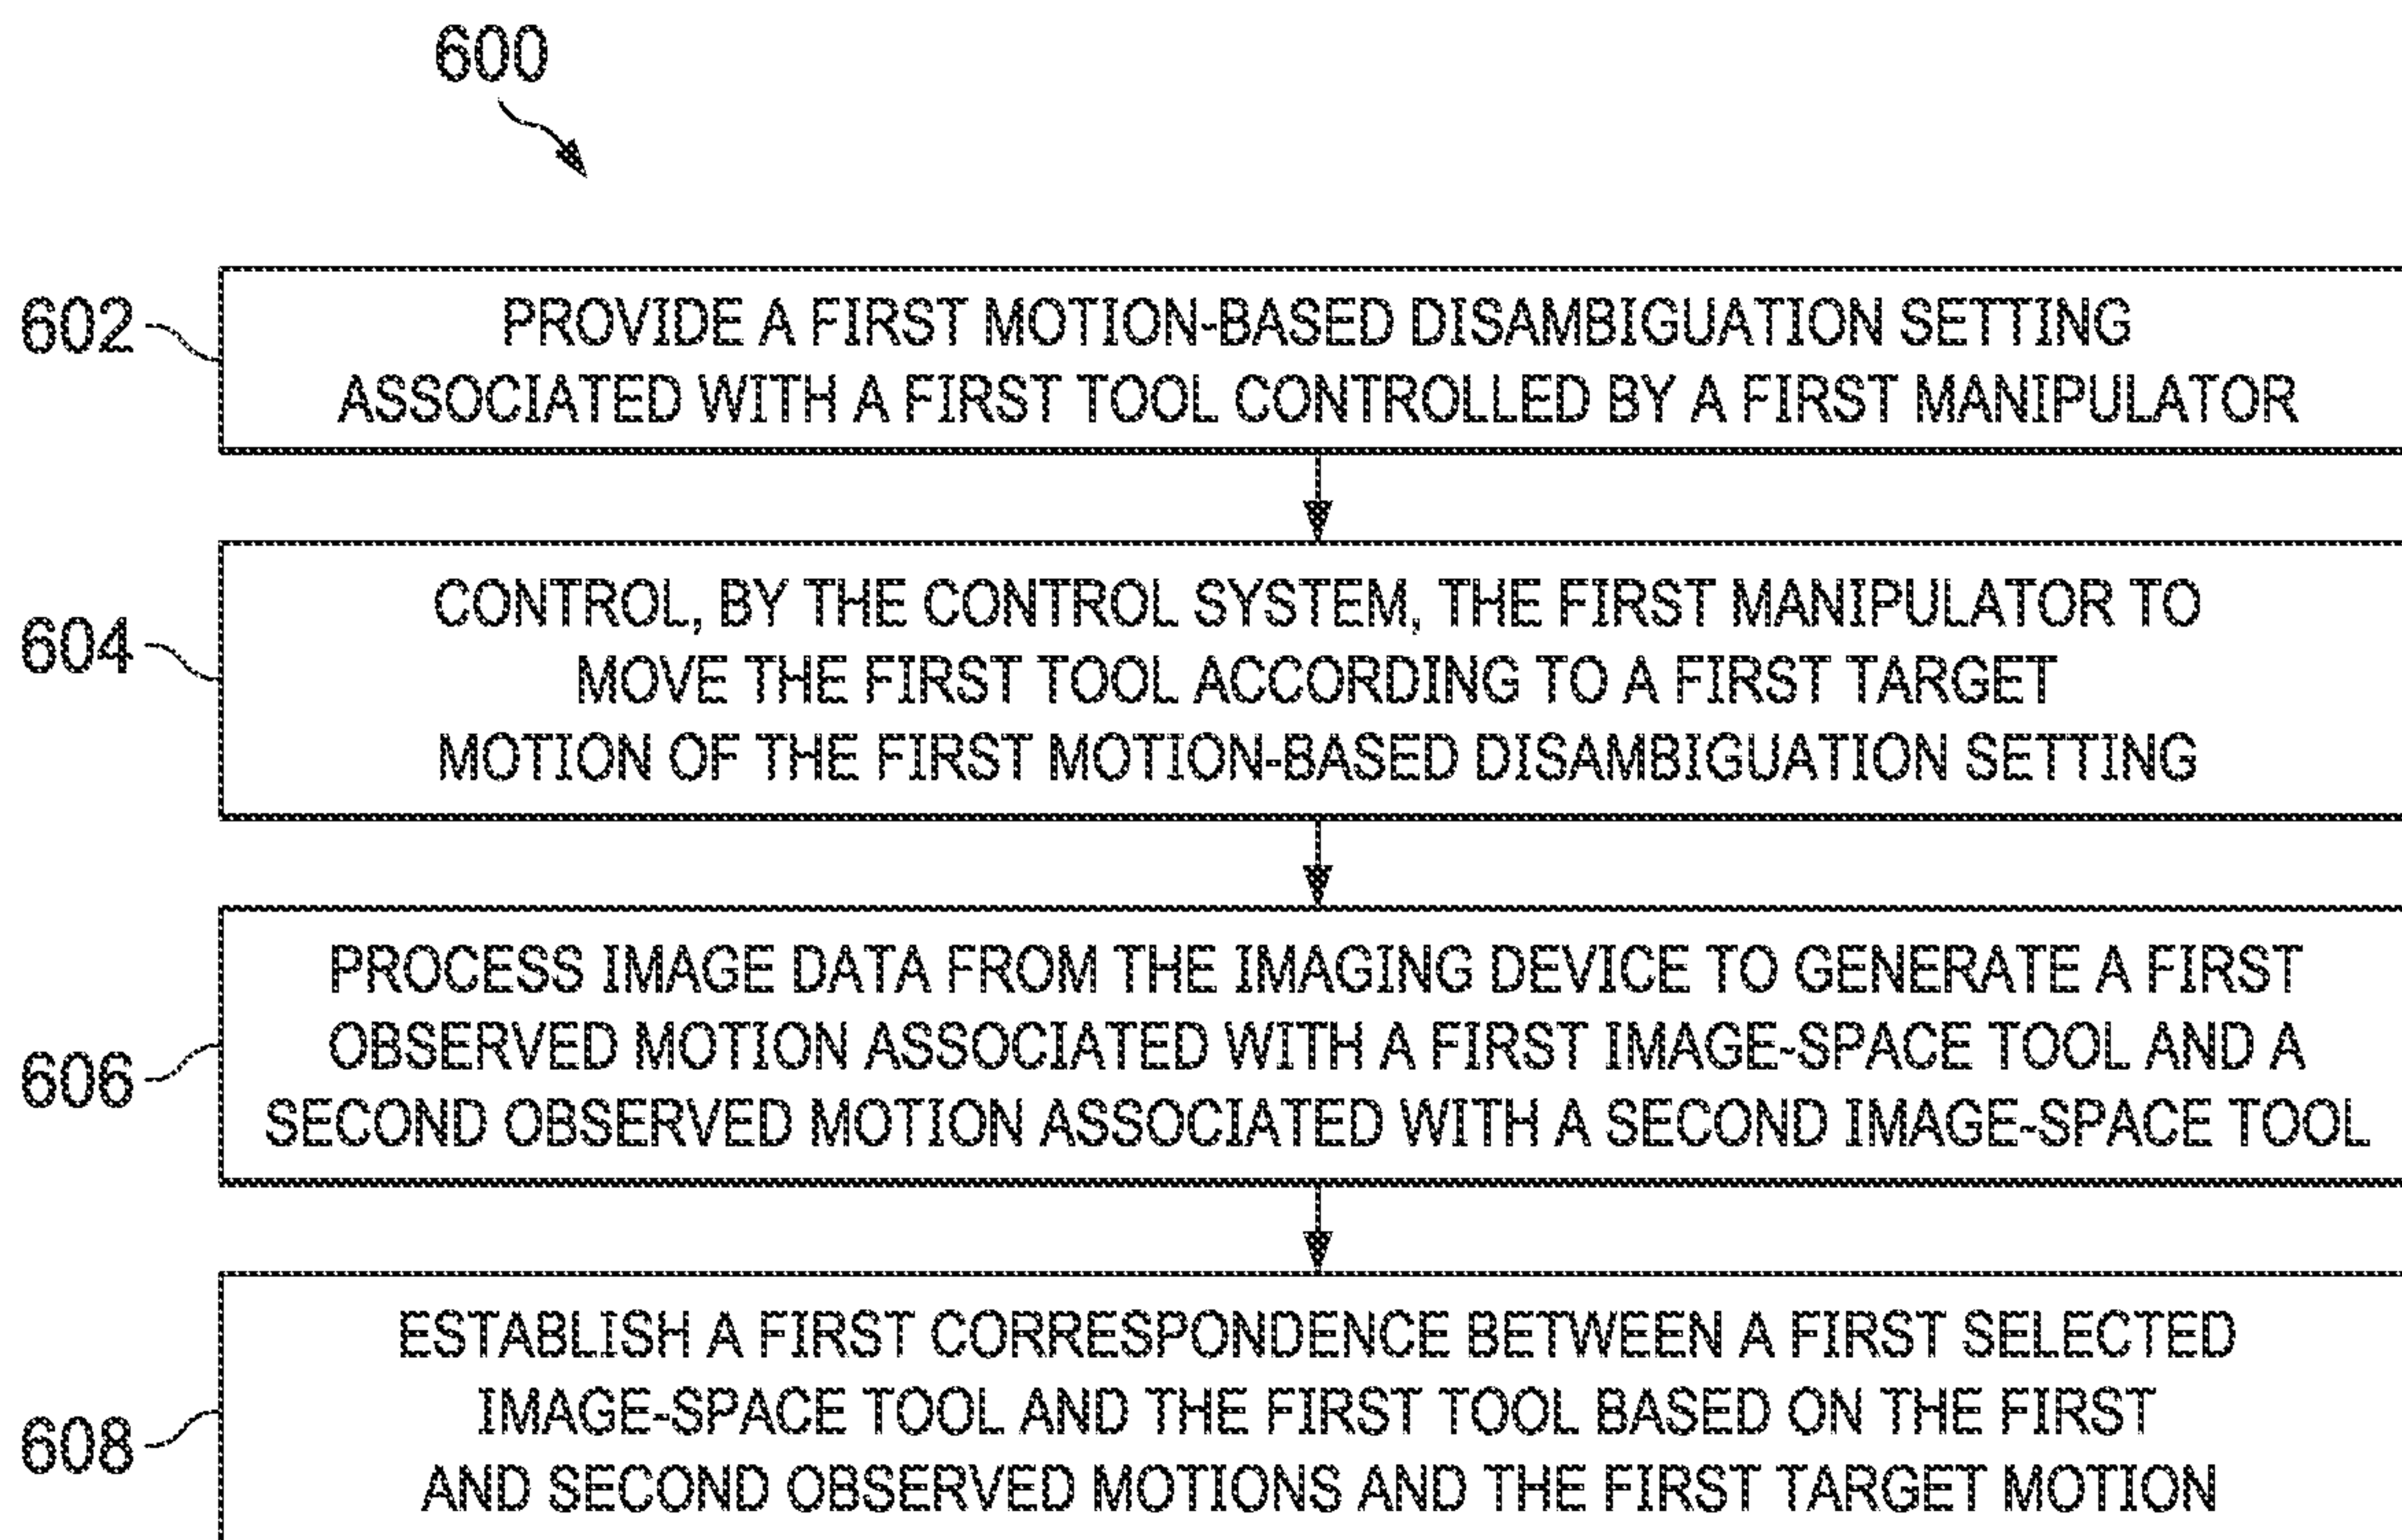 600
602
PROVIDE A FIRST MOTION-BASED DISAMBIGUATION SETTING
ASSOCIATED WITH A FIRST TOOL CONTROLLED BY A FIRST MANIPULATOR
604
CONTROL, BY THE CONTROL SYSTEM, THE FIRST MANIPULATOR TO
MOVE THE FIRST TOOL ACCORDING TO A FIRST TARGET
MOTION OF THE FIRST MOTION-BASED DISAMBIGUATION SETTING
606
PROCESS IMAGE DATA FROM THE IMAGING DEVICE TO GENERATE A FIRST
OBSERVED MOTION ASSOCIATED WITH A FIRST IMAGE-SPACE TOOL AND A
SECOND OBSERVED MOTION ASSOCIATED WITH A SECOND IMAGE-SPACE TOOL
608
ESTABLISH A FIRST CORRESPONDENCE BETWEEN A FIRST SELECTED
IMAGE-SPACE TOOL AND THE FIRST TOOL BASED ON THE FIRST
AND SECOND OBSERVED MOTIONS AND THE FIRST TARGET MOTION